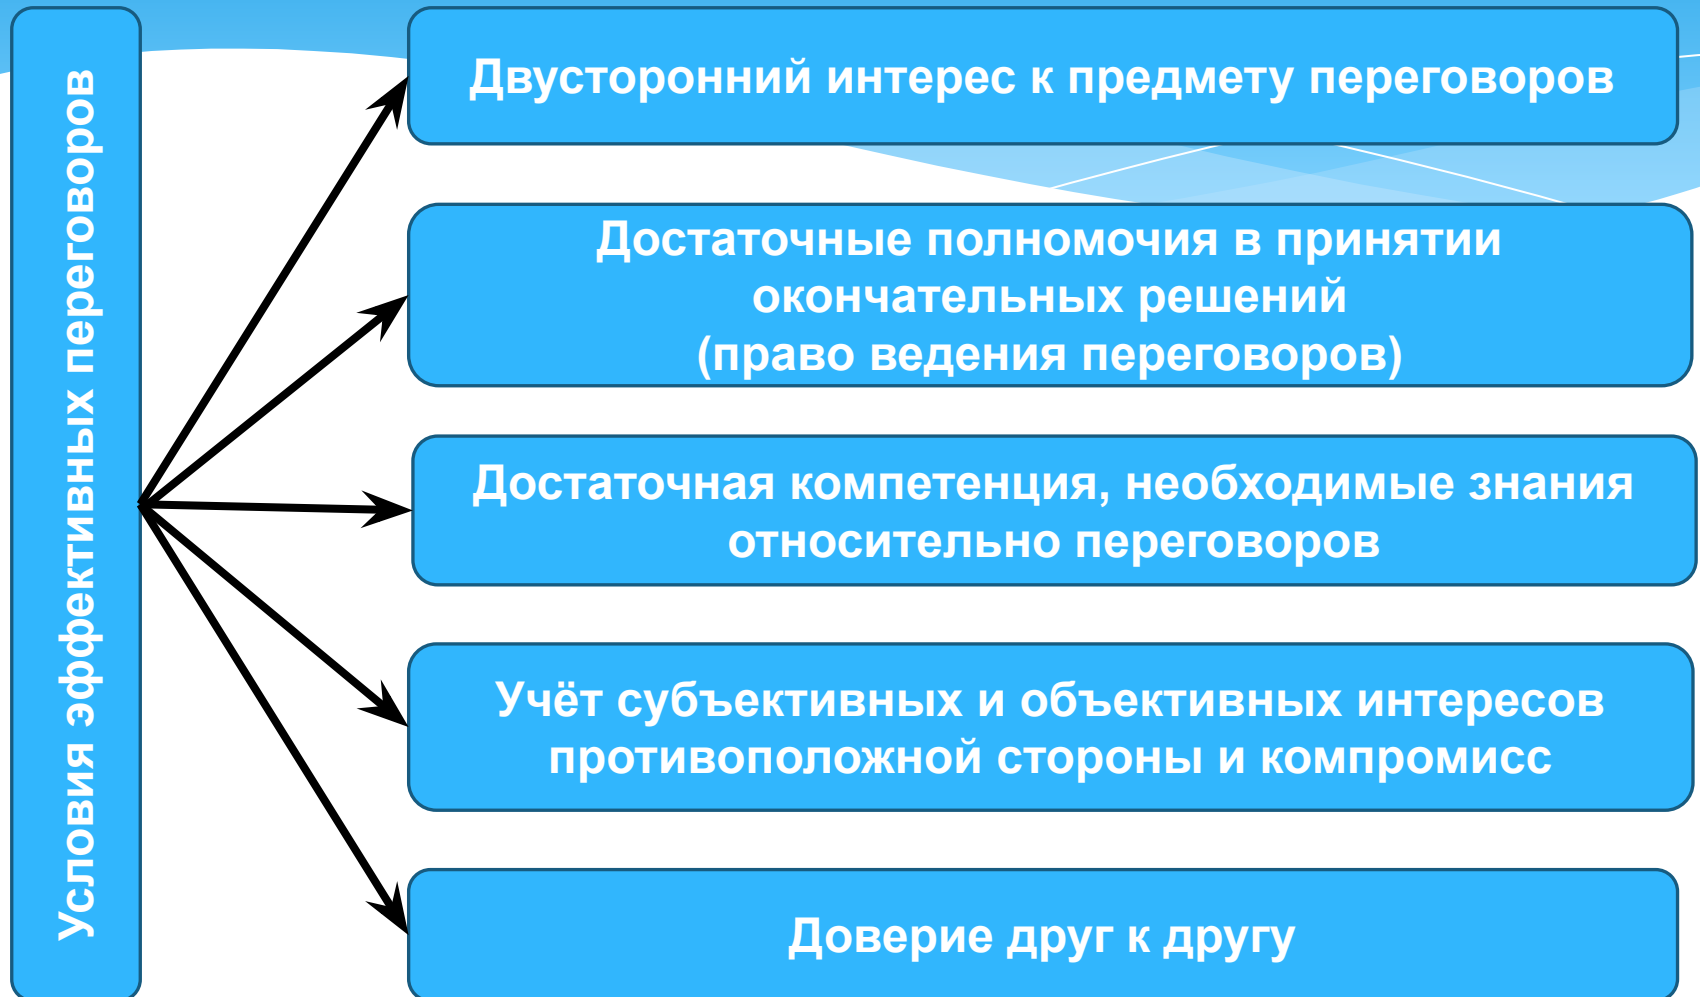 Условия эффективных переговоров
Двусторонний интерес к предмету переговоров
Достаточные полномочия в принятии
окончательных решений
(право ведения переговоров)
Достаточная компетенция, необходимые знания
относительно переговоров
Учёт субъективных и объективных интересов
противоположной стороны и компромисс
Доверие друг к другу